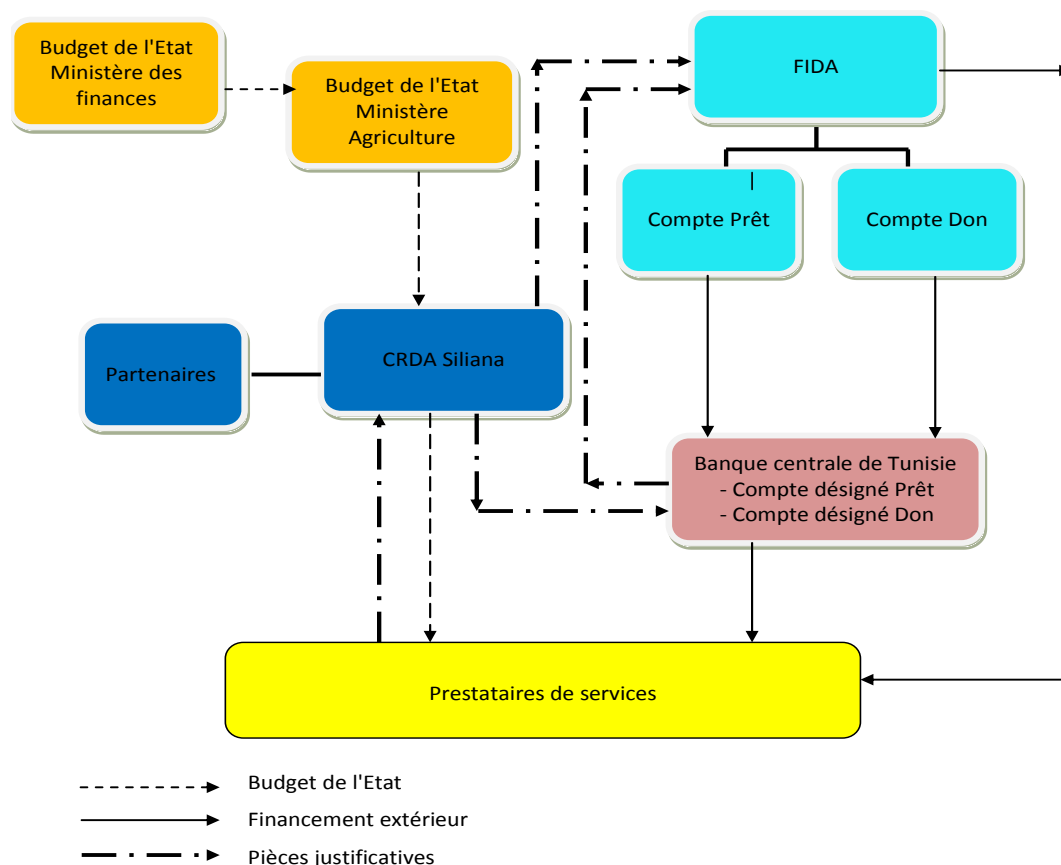 Budget de l'Etat
Ministère des
finances
Budget de l'Etat
Ministère
Agriculture
FIDA
Compte Prêt
Compte Don
Partenaires
CRDA Siliana
Banque centrale de Tunisie
- Compte désigné Prêt
- Compte désigné Don
Prestataires de services
Budget de l'Etat
Financement extérieur
Pièces justificatives